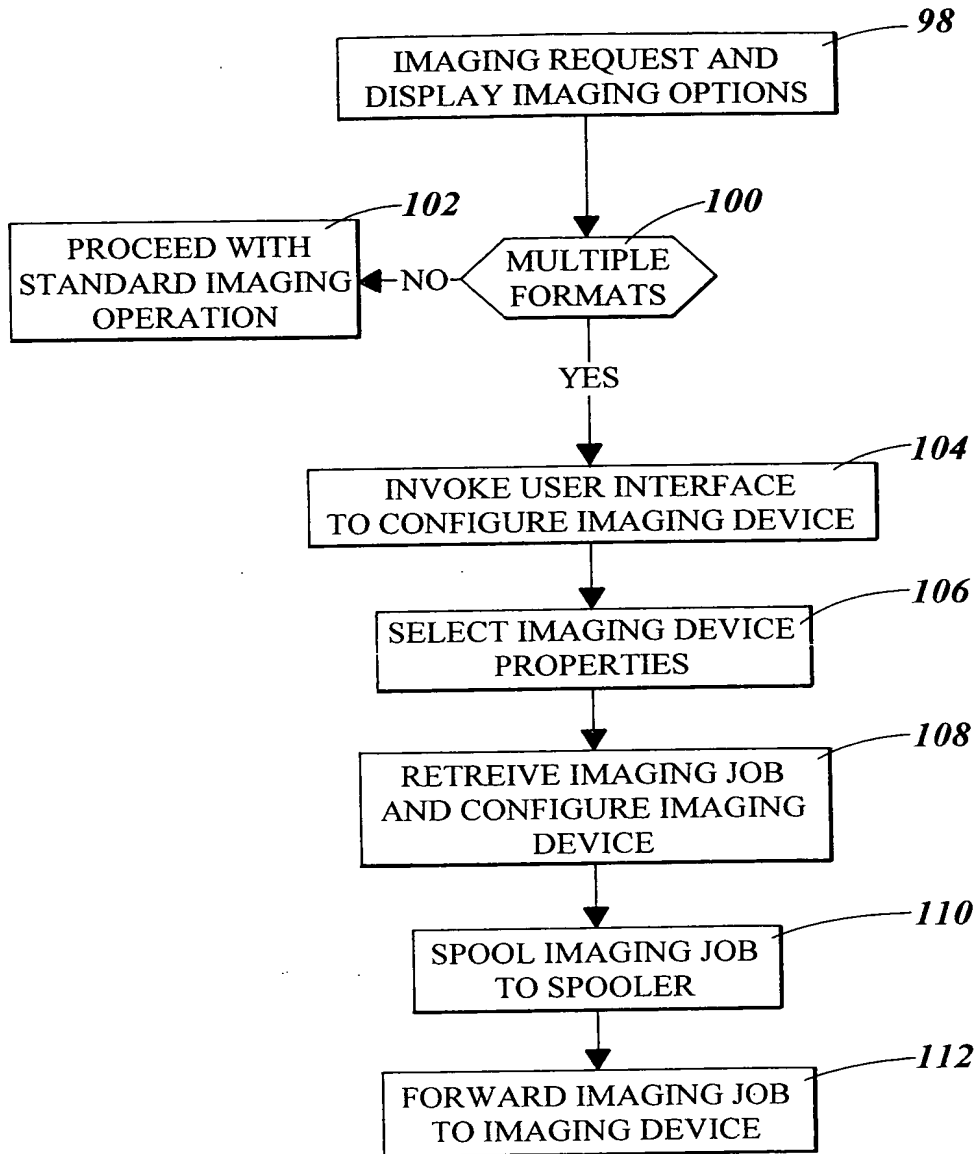 98
IMAGING REQUEST AND
DISPLAY IMAGING OPTIONS
102
100
PROCEED WITH
STANDARD IMAGING
OPERATION
NO
MULTIPLE
FORMATS
YES
104
INVOKE USER INTERFACE
TO CONFIGURE IMAGING DEVICE
106
SELECT IMAGING DEVICE
PROPERTIES
108
RETREIVE IMAGING JOB
AND CONFIGURE IMAGING
DEVICE
110
SPOOL IMAGING JOB
TO SPOOLER
112
FORWARD IMAGING JOB
TO IMAGING DEVICE